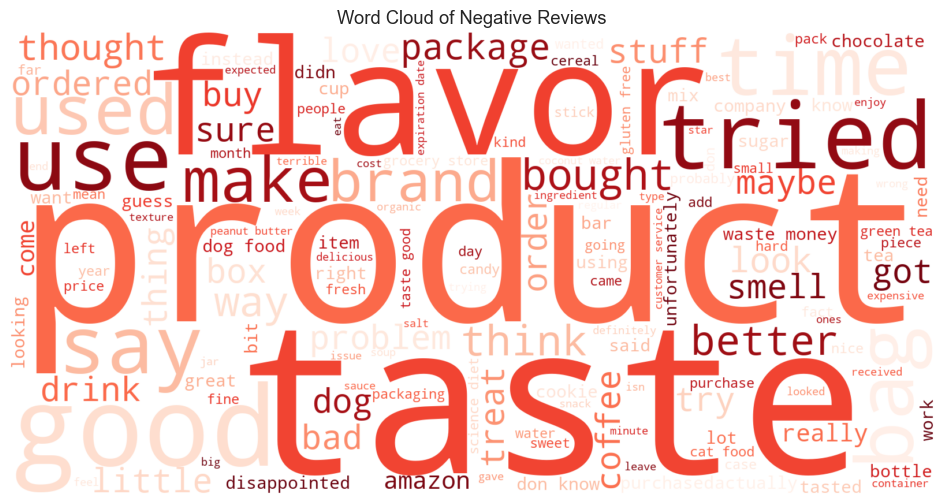 Word Cloud of Negative Reviews
thought
flavor
package
stuff
time
pack
chocolate
instead
love
wanted
far
expected
didn
cereal
ordered
buy
cup
expiration date
gluten free
company
know
best
enjoy
used
sure
people
eat
stick
mix
tried
month
kind
star
sugar
use
make
terrible
cost
grocery store
bought
small
probably
wrong
end
want
mean
guess
brand
ingredient
type
maybe
need
texture
week
organic
add
product
come
thing
peanut butter
dog food
item
delicious
day
order
bar
going
customer service
unfortunately
waste money
hard
green tea
piece
left
box
right
candy
using
look
tea
got
year
price
way
fresh
taste good
trying
came
smell
fact
expensive
looking
say
bit
salt
problem
think
definitely
said
better
ones
nice
bag
jar
issue
soup
isn
great
fine
drink
sauce
packaging
science diet
treat
cookie
snack
coffee
purchase
looked
received
good
taste
dog
bad
water
sweet
minute
try
lot
cat food
really
work
little
big
feel
disappointed
amazon
gave
don know
leave
purchased
actually
case
tasted
bottle
container